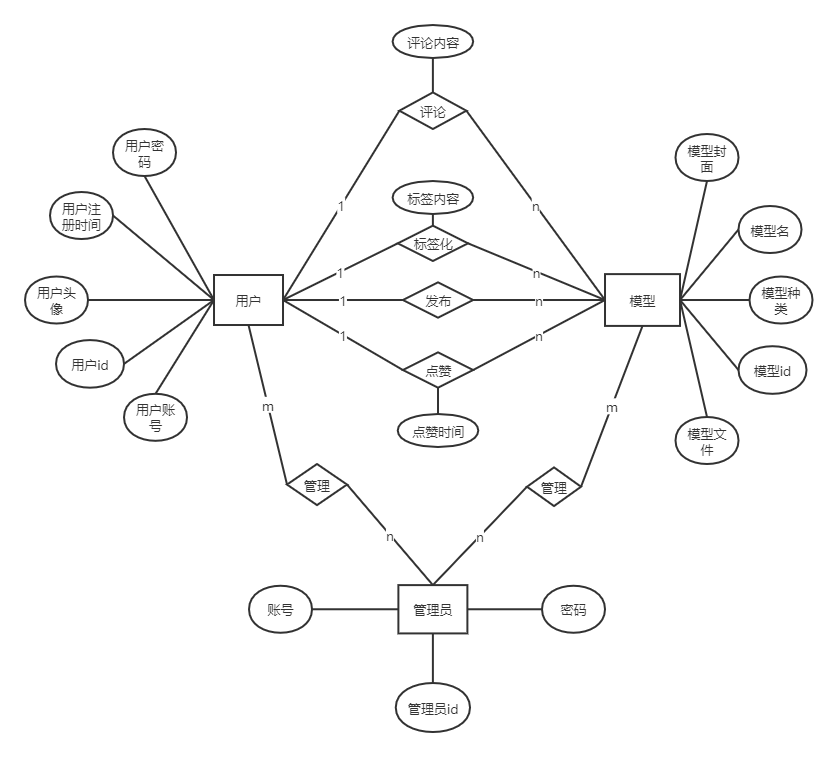 评论内容
评论
用户密
码
模型封
面
用户注
册时间
标签内容
1
n
模型名
标签化
1
n
用户头
像
用户
1
发布
n
模型
模型种
类
1
n
用户id
点赞
模型id
用户账
号
m
m
点赞时间
模型文
件
管理
管理
n
n
账号
管理员
密码
管理员id